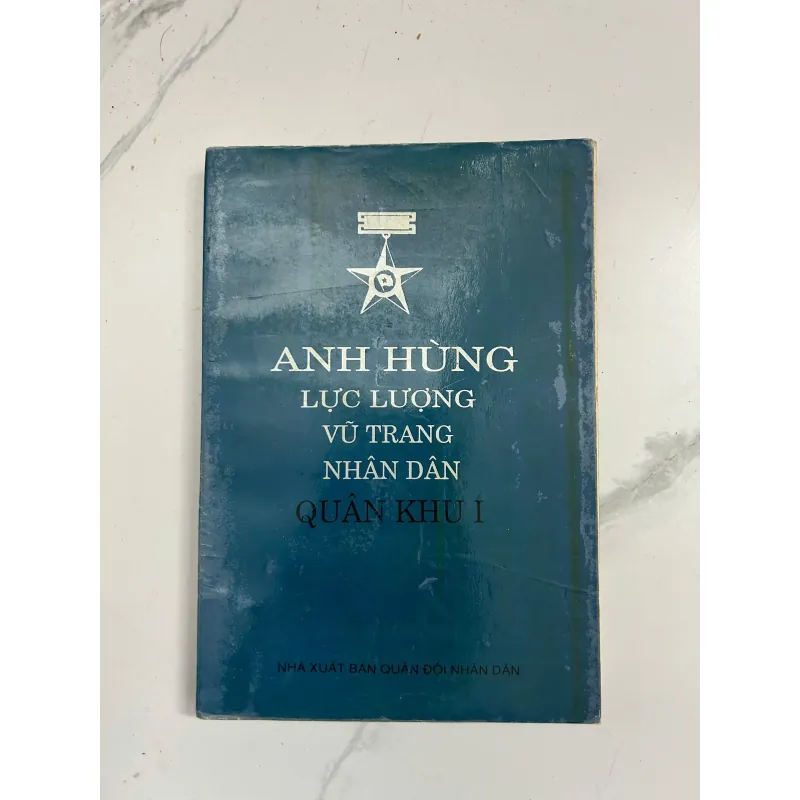 ANH HÙNG
LỰC LƯỢNG
VŨ TRANG
NHÂN DÂN
QUÂN KHU I
NHÀ XUẤT BẢN QUÂN ĐỘI NHÂN DÂN